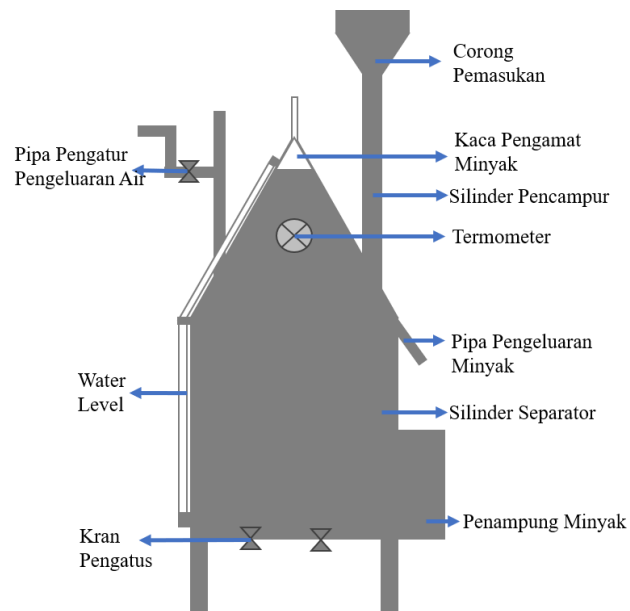 Corong
Pemasukan
Kaca Pengamat
Minyak
Pipa Pengatur
Pengeluaran Air
Silinder Pencampur
Termometer
Pipa Pengeluaran
Minyak
Water
Level
Silinder Separator
Penampung Minyak
Kran
Pengatus